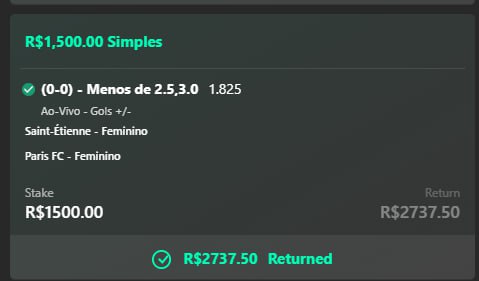 R$1,500.00 Simples
(0-0) - Menos de 2.5,3.0 1.825
Ao-Vivo - Gols +/-
Saint-Étienne - Feminino
Paris FC - Feminino
Stake Return
R$1500.00 R$2737.50
R$2737.50 Returned